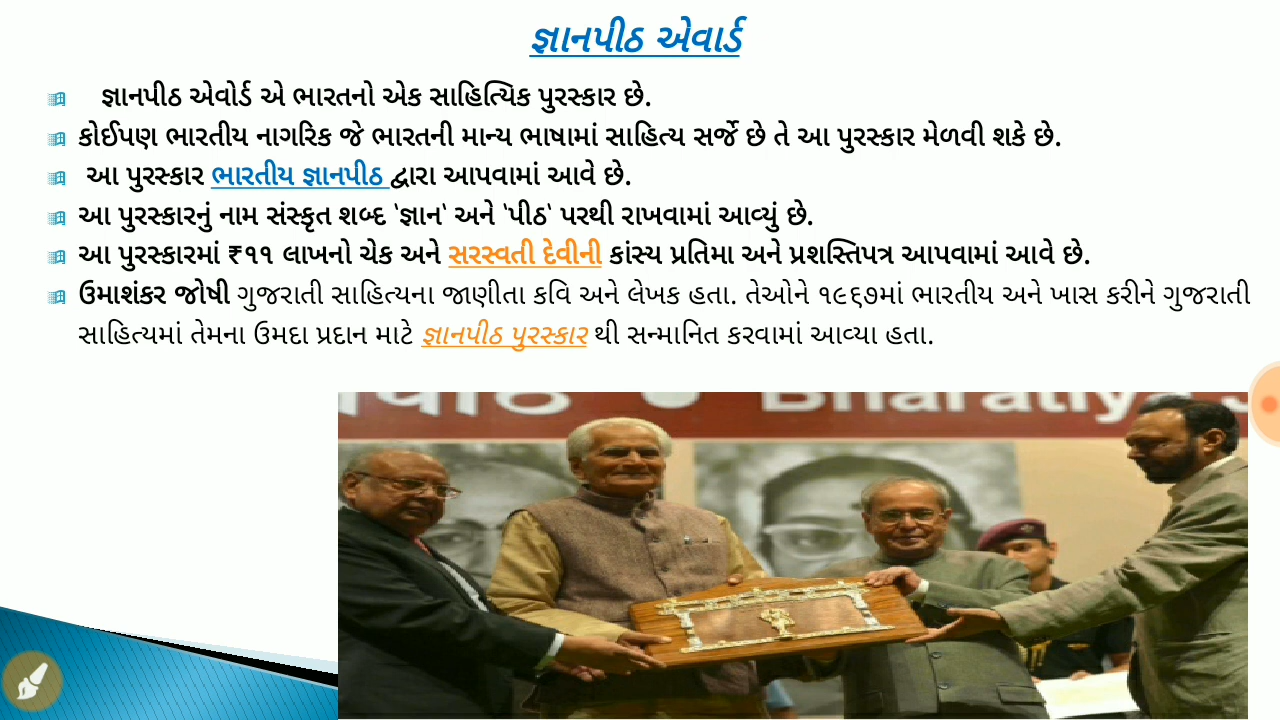 જ્ઞાનપીઠ એવાર્ડ
જ્ઞાનપીઠ એવોર્ડ એ ભારતનો એક સાહિત્યિક પુરસ્કાર છે.
કોઈપણ ભારતીય નાગરિક જે ભારતની માન્ય ભાષામાં સાહિત્ય સર્જે છે તે આ પુરસ્કાર મેળવી શકે છે.
આ પુરસ્કાર ભારતીય જ્ઞાનપીઠ દ્વારા આપવામાં આવે છે.
આ પુરસ્કારનું નામ સંસ્કૃત શબ્દ 'જ્ઞાન' અને 'પીઠ' પરથી રાખવામાં આવ્યું છે.
આ પુરસ્કારમાં ₹૧૧ લાખનો ચેક અને સરસ્વતી દેવીની કાંસ્ય પ્રતિમા અને પ્રશસ્તિપત્ર આપવામાં આવે છે.
ઉમાશંકર જોષી ગુજરાતી સાહિત્યના જાણીતા કવિ અને લેખક હતા. તેઓને ૧૯૬૭માં ભારતીય અને ખાસ કરીને ગુજરાતી
સાહિત્યમાં તેમના ઉમદા પ્રદાન માટે જ્ઞાનપીઠ પુરસ્કાર થી સન્માનિત કરવામાં આવ્યા હતા.
Bharatiya